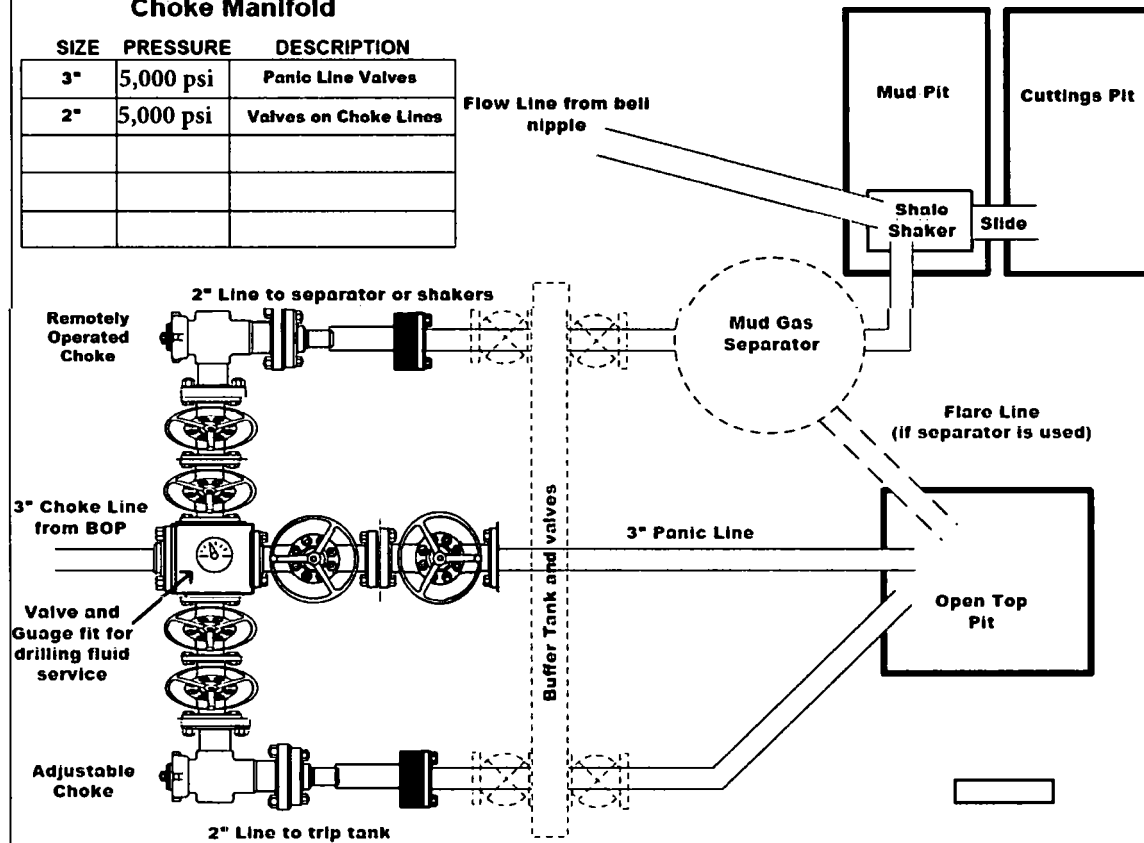 Choke Manifold
SIZE PRESSURE DESCRIPTION
3" 5,000 psi Panic Line Valves
2" 5,000 psi Valves on Choke Lines
Flow Line from bell
nipple
Mud Pit
Cuttings Pit
Shale
Shaker
Slide
2" Line to separator or shakers
Remotely
Operated
Choke
Mud Gas
Separator
Flare Line
(if separator is used)
3" Choke Line
from BOP
3" Panic Line
Buffer Tank and valves
Open Top
Pit
Valve and
Guage fit for
drilling fluid
service
Adjustable
Choke
2" Line to trip tank